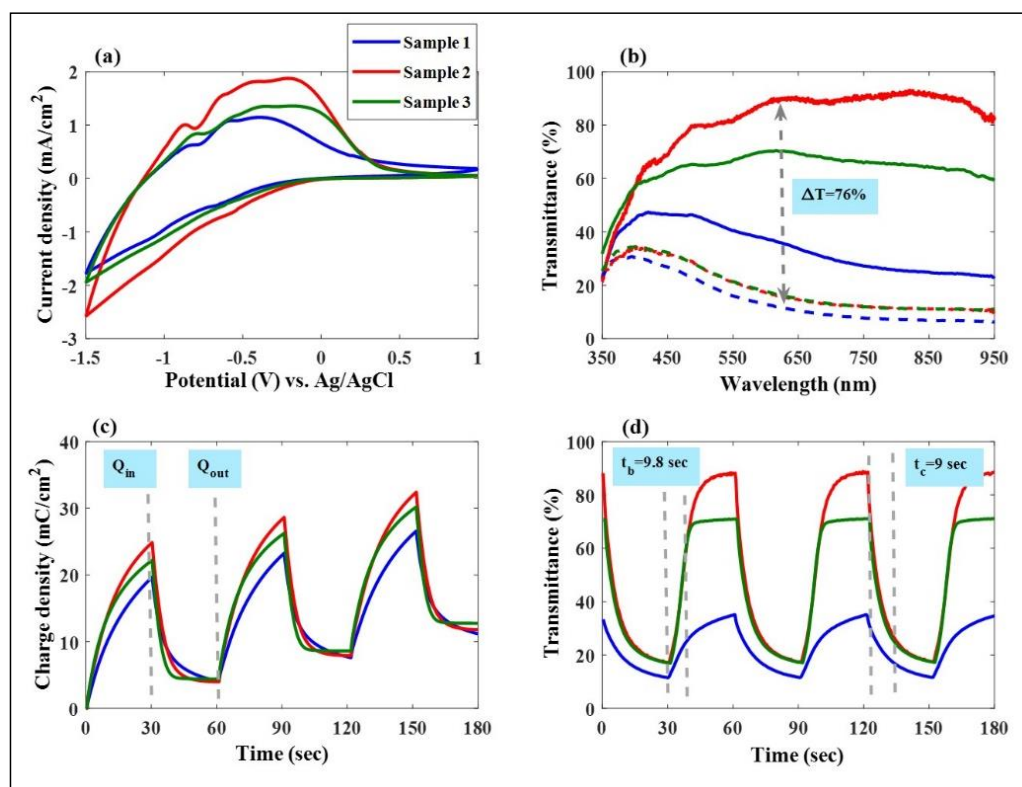 (a)
Sample 1
Sample 2
Sample 3
2
1
0
-1
-2
-3
Current density (mA/cm²)
-1.5
-1
-0.5
0
0.5
1
Potential (V) vs. Ag/AgCl
(b)
100
80
60
40
20
0
Transmittance (%)
ΔT=76%
350
450
550
650
750
850
950
Wavelength (nm)
(c)
Q_in
Q_out
40
30
20
10
0
Charge density (mC/cm²)
0
30
60
90
120
150
180
Time (sec)
(d)
t_b=9.8 sec
t_c=9 sec
100
80
60
40
20
0
Transmittance (%)
0
30
60
90
120
150
180
Time (sec)